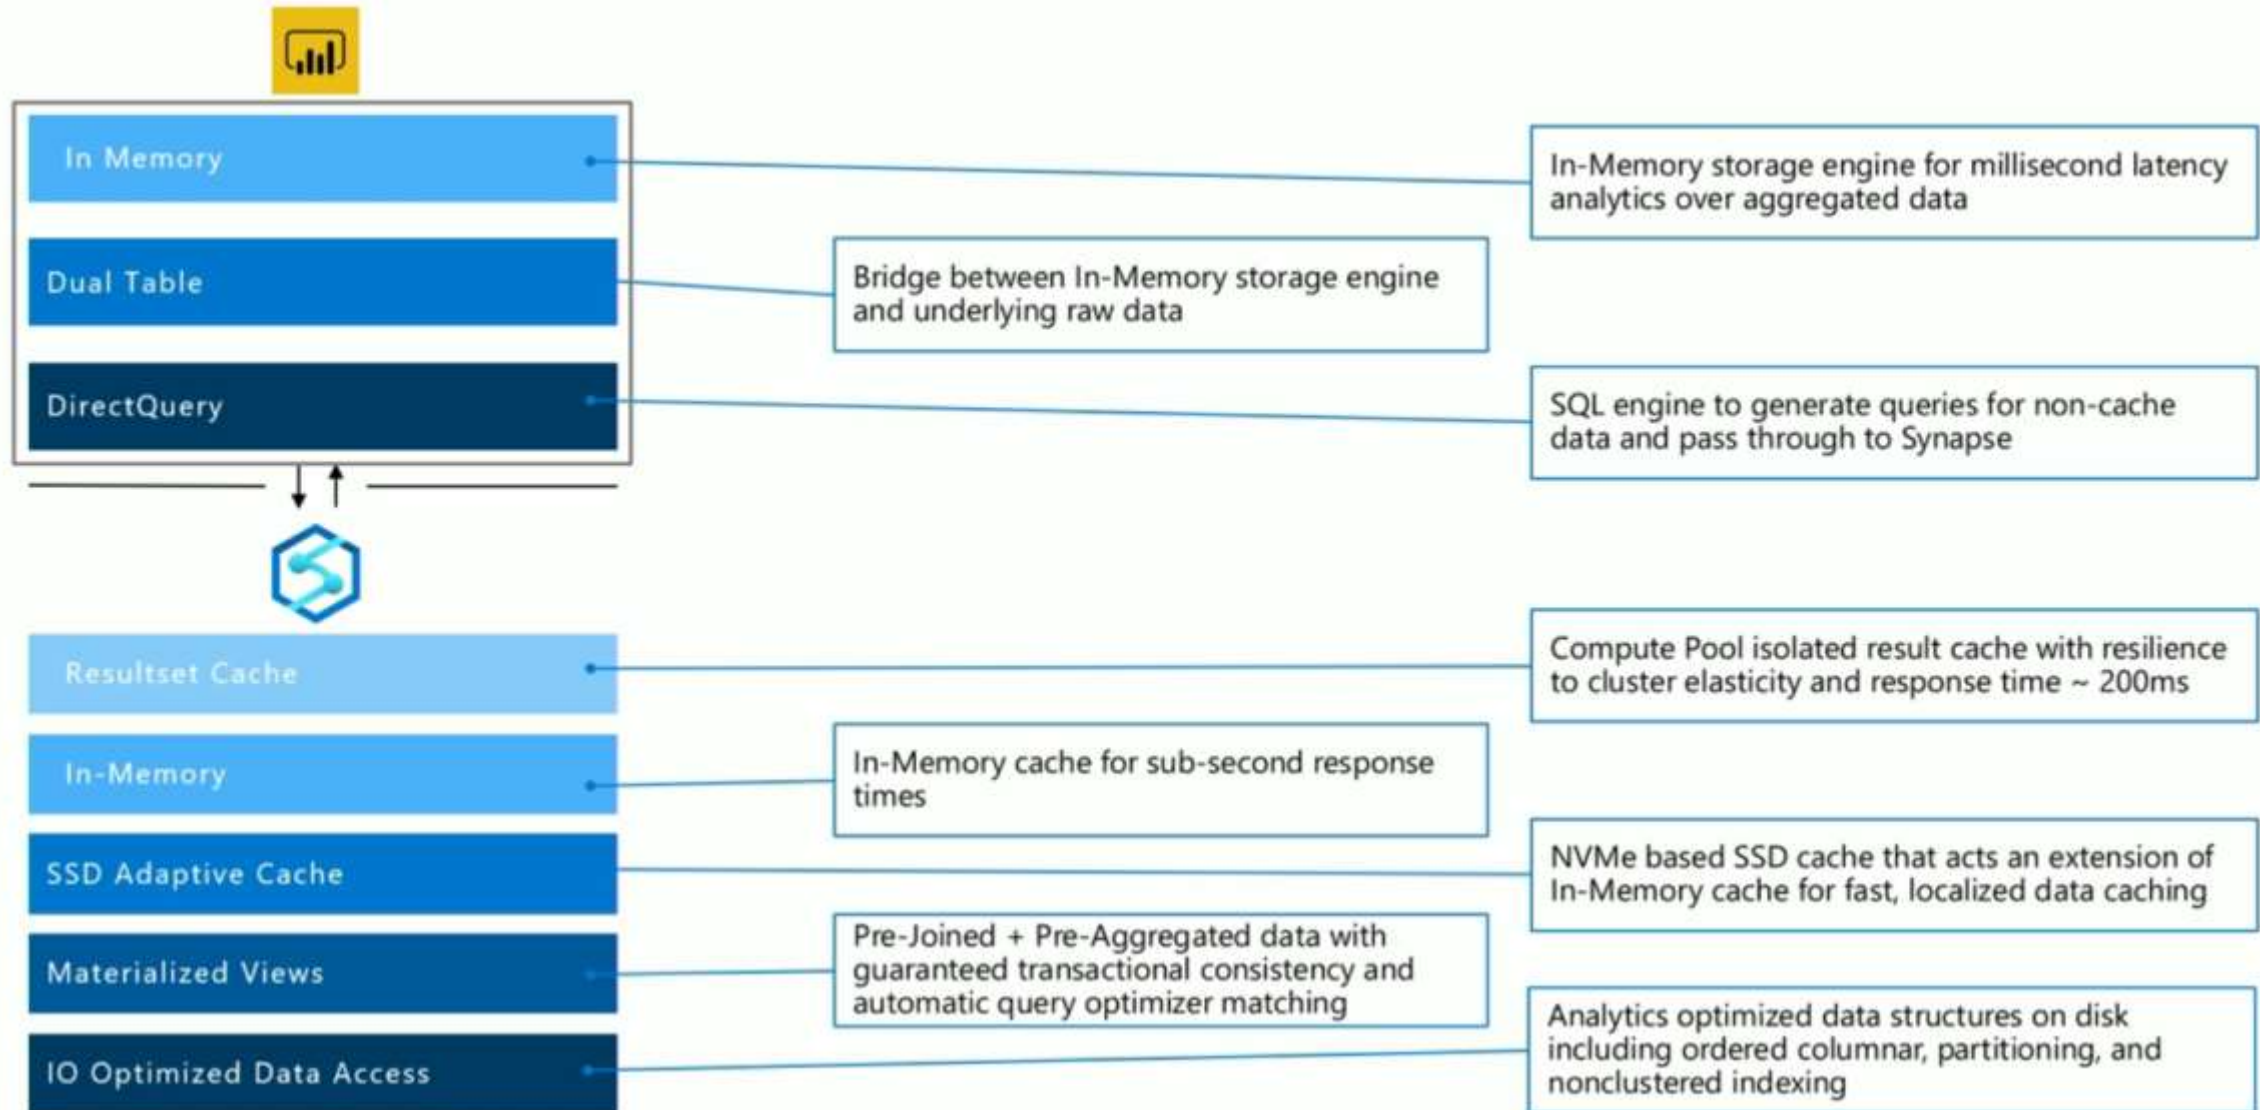 In Memory
In-Memory storage engine for millisecond latency
analytics over aggregated data
Dual Table
Bridge between In-Memory storage engine
and underlying raw data
DirectQuery
SQL engine to generate queries for non-cache
data and pass through to Synapse
Resultset Cache
Compute Pool isolated result cache with resilience
to cluster elasticity and response time ~ 200ms
In-Memory
In-Memory cache for sub-second response
times
SSD Adaptive Cache
NVMe based SSD cache that acts an extension of
In-Memory cache for fast, localized data caching
Materialized Views
Pre-Joined + Pre-Aggregated data with
guaranteed transactional consistency and
automatic query optimizer matching
IO Optimized Data Access
Analytics optimized data structures on disk
including ordered columnar, partitioning, and
nonclustered indexing